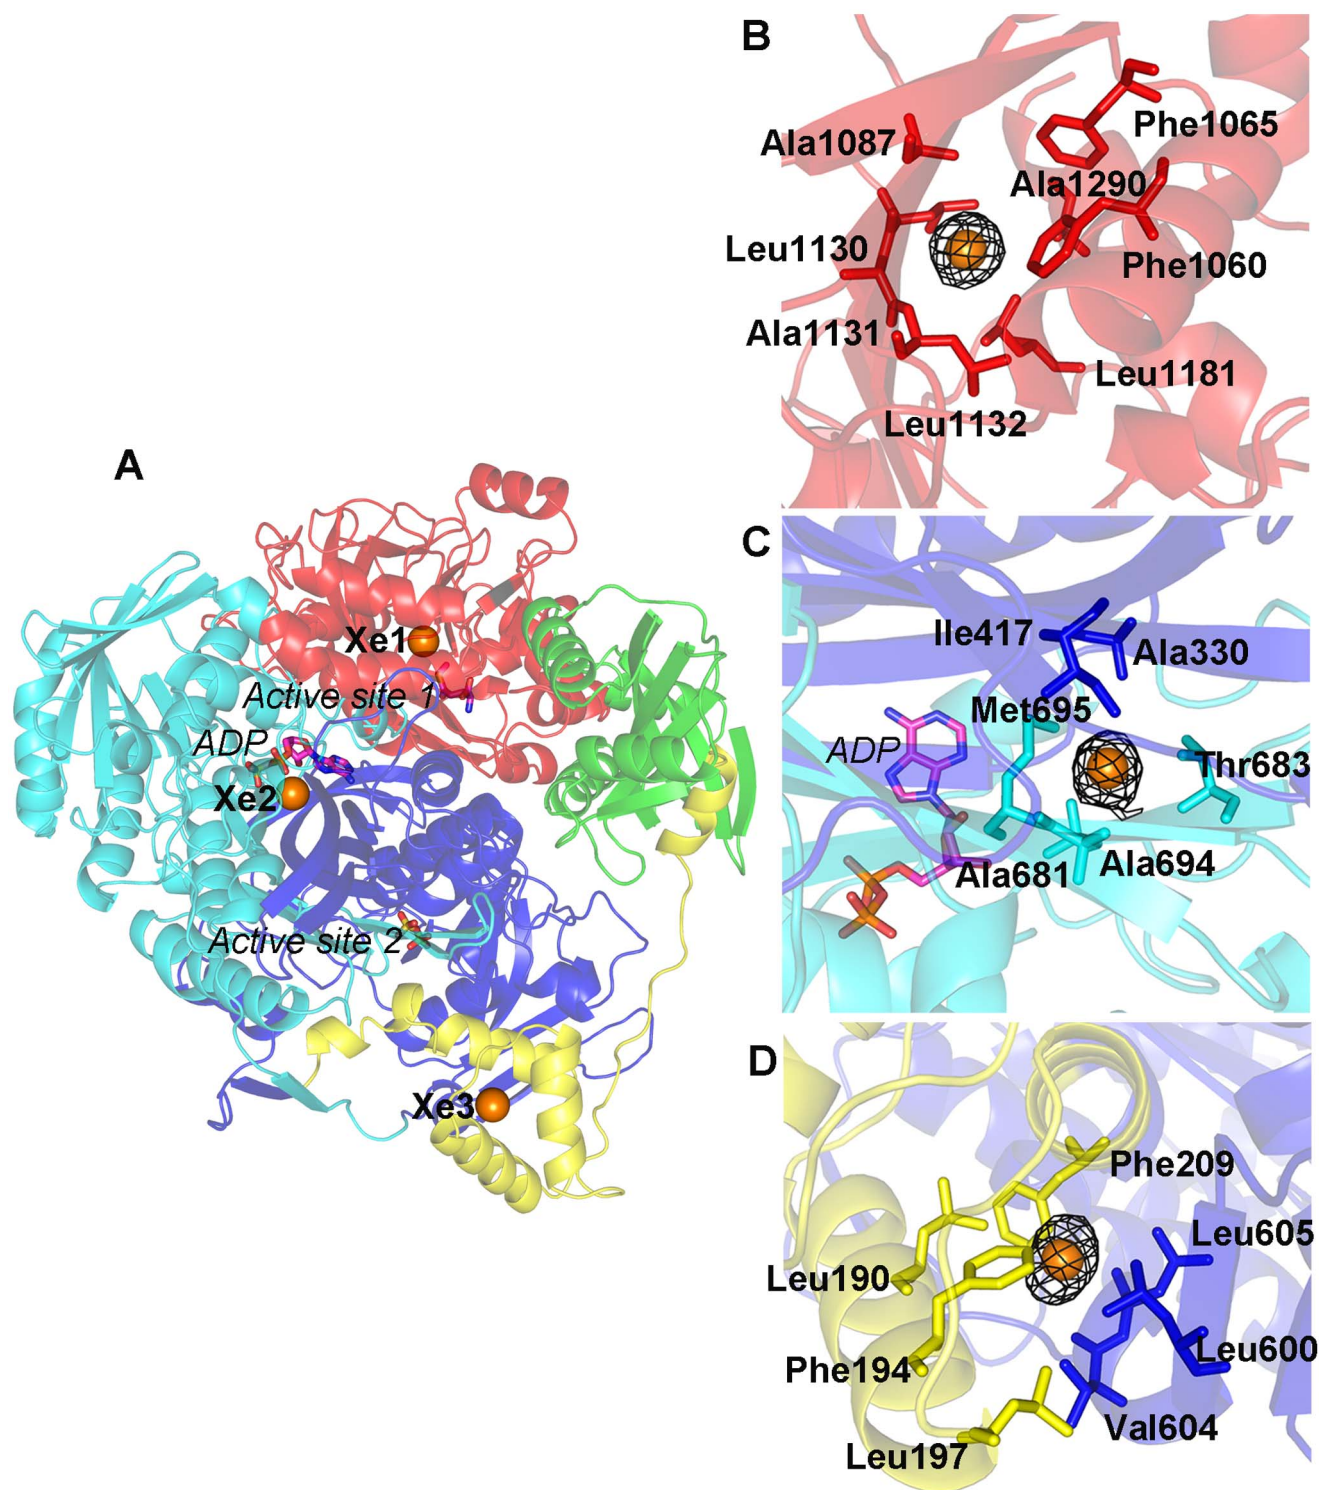 A
Xe1
Active site 1
ADP
Xe2
Active site 2
Xe3
B
Phe1065
Ala1087
Ala1290
Leu1130
Phe1060
Ala1131
Leu1181
Leu1132
C
Ile417
Ala330
Met695
ADP
Thr683
Ala694
Ala681
D
Phe209
Leu605
Leu190
Leu600
Phe194
Val604
Leu197